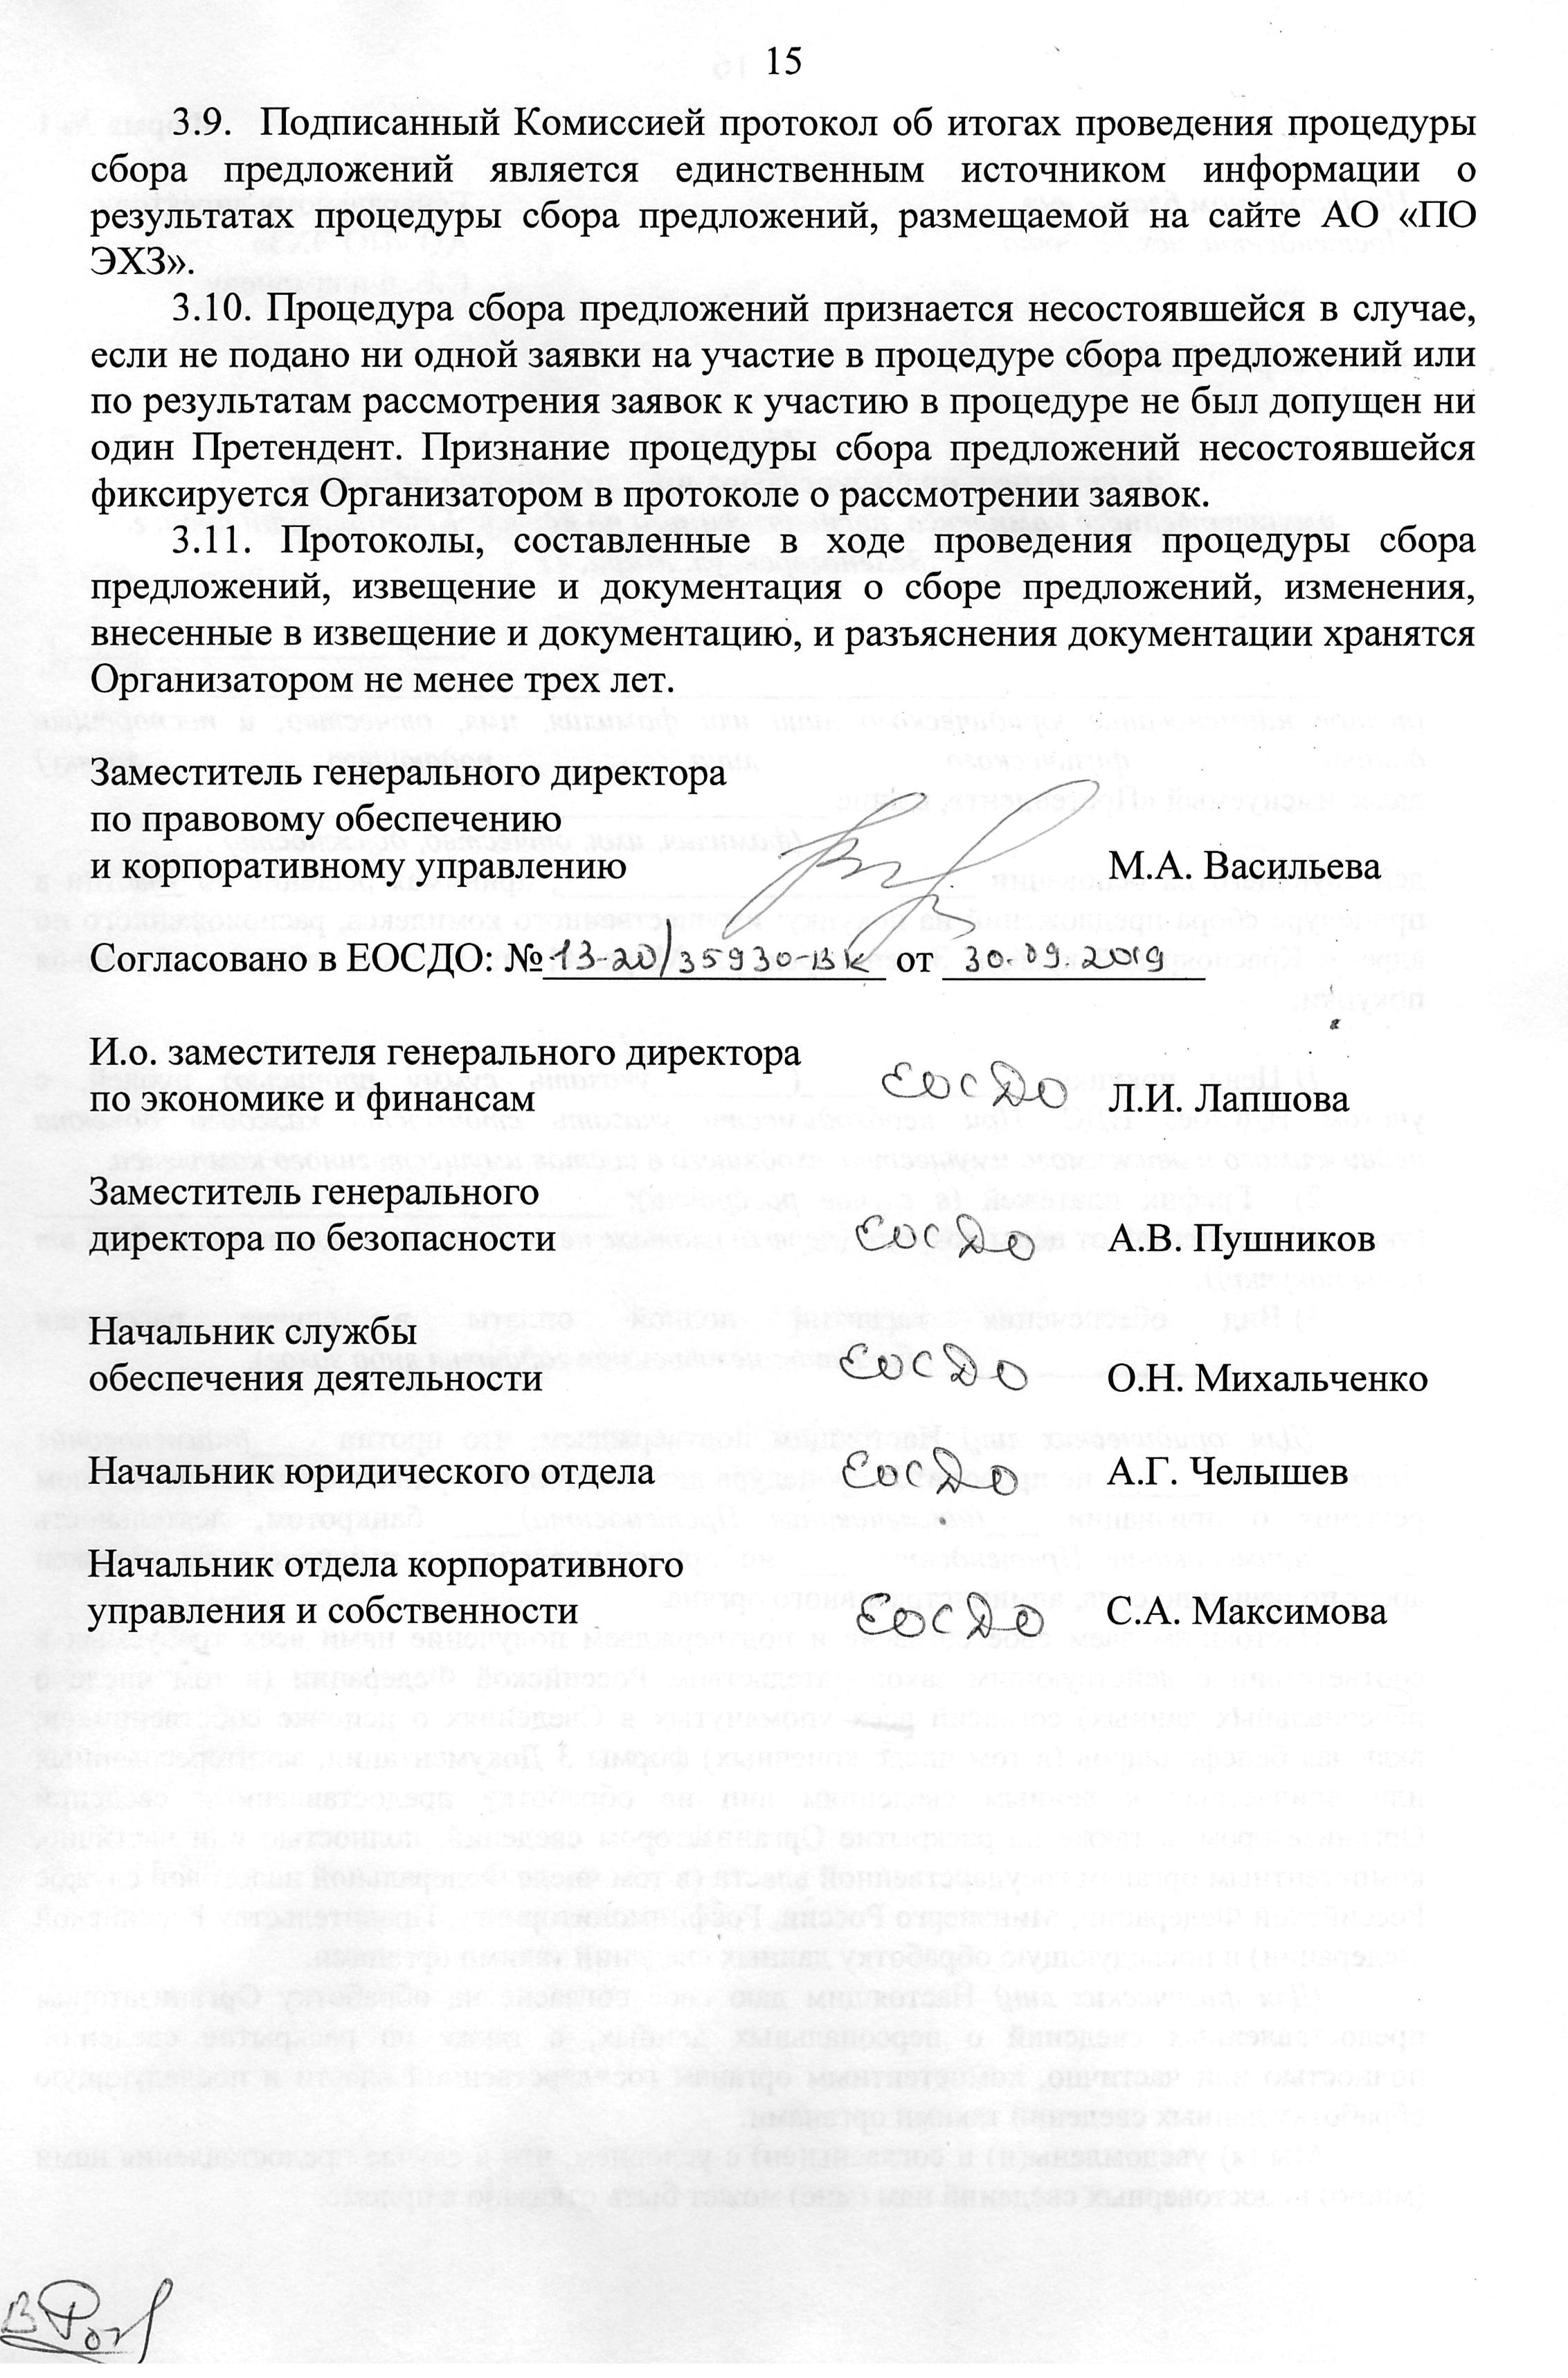 15
3.9. Подписанный Комиссией протокол об итогах проведения процедуры
сбора предложений является единственным источником информации о
результатах процедуры сбора предложений, размещаемой на сайте АО «ПО
ЭХЗ».
3.10. Процедура сбора предложений признается несостоявшейся в случае,
если не подано ни одной заявки на участие в процедуре сбора предложений или
по результатам рассмотрения заявок к участию в процедуре не был допущен ни
один Претендент. Признание процедуры сбора предложений несостоявшейся
фиксируется Организатором в протоколе о рассмотрении заявок.
3.11. Протоколы, составленные в ходе проведения процедуры сбора
предложений, извещение и документация о сборе предложений, изменения,
внесенные в извещение и документацию, и разъяснения документации хранятся
Организатором не менее трех лет.
Заместитель генерального директора
по правовому обеспечению
и корпоративному управлению М.А. Васильева
Согласовано в ЕОСДО: № 13-20/35930-ВК от 30.09.2019
И.о. заместителя генерального директора
по экономике и финансам ЕОСДО Л.И. Лапшова
Заместитель генерального
директора по безопасности ЕОСДО А.В. Пушников
Начальник службы
обеспечения деятельности ЕОСДО О.Н. Михальченко
Начальник юридического отдела ЕОСДО А.Г. Челышев
Начальник отдела корпоративного
управления и собственности ЕОСДО С.А. Максимова